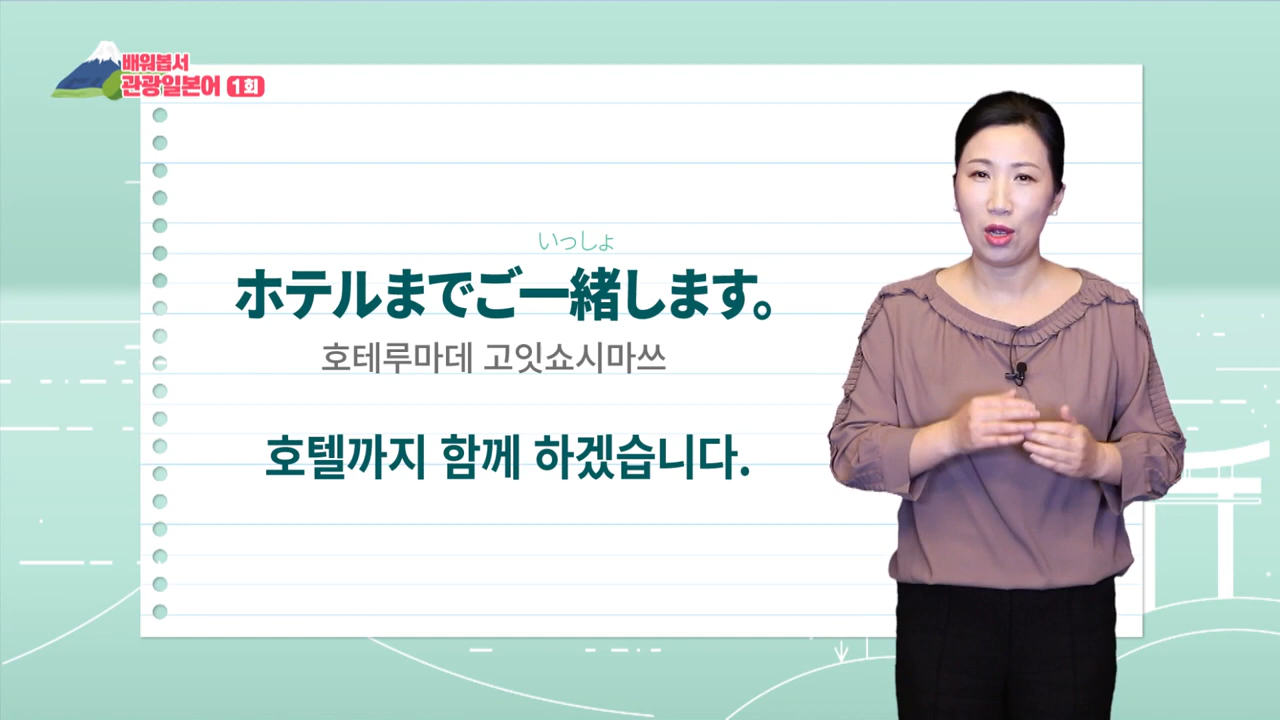 배워봅서
관광일본어 1회
いっしょ
ホテルまでご一緒します。
호테루마데 고잇쇼시마쓰
호텔까지 함께 하겠습니다.